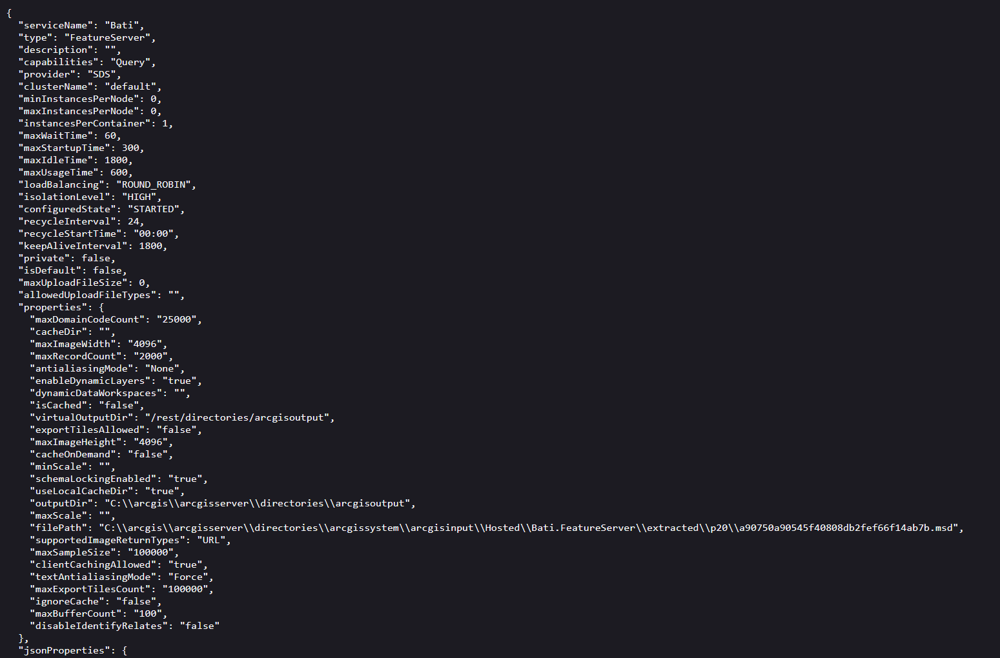 {
  "serviceName": "Bati",
  "type": "FeatureServer",
  "description": "",
  "capabilities": "Query",
  "provider": "SDS",
  "clusterName": "default",
  "minInstancesPerNode": 0,
  "maxInstancesPerNode": 0,
  "instancesPerContainer": 1,
  "maxWaitTime": 60,
  "maxStartupTime": 300,
  "maxIdleTime": 1800,
  "maxUsageTime": 600,
  "loadBalancing": "ROUND_ROBIN",
  "isolationLevel": "HIGH",
  "configuredState": "STARTED",
  "recycleInterval": 24,
  "recycleStartTime": "00:00",
  "keepAliveInterval": 1800,
  "private": false,
  "isDefault": false,
  "maxUploadFileSize": 0,
  "allowedUploadFileTypes": "",
  "properties": {
    "maxDomainCodeCount": "25000",
    "cacheDir": "",
    "maxImageWidth": "4096",
    "maxRecordCount": "2000",
    "antialiasingMode": "None",
    "enableDynamicLayers": "true",
    "dynamicDataWorkspaces": "",
    "isCached": "false",
    "virtualOutputDir": "/rest/directories/arcgisoutput",
    "exportTilesAllowed": "false",
    "maxImageHeight": "4096",
    "cacheOnDemand": "false",
    "minScale": "",
    "schemaLockingEnabled": "true",
    "useLocalCacheDir": "true",
    "outputDir": "C:\\arcgis\\arcgisserver\\directories\\arcgisoutput",
    "maxScale": "",
    "filePath": "C:\\arcgis\\arcgisserver\\directories\\arcgissystem\\arcgisinput\\Hosted\\Bati.FeatureServer\\extracted\\p20\\a90750a90545f40808db2fef66f14ab7b.msd",
    "supportedImageReturnTypes": "URL",
    "maxSampleSize": "100000",
    "clientCachingAllowed": "true",
    "textAntialiasingMode": "Force",
    "maxExportTilesCount": "100000",
    "ignoreCache": "false",
    "maxBufferCount": "100",
    "disableIdentifyRelates": "false"
  },
  "jsonProperties": {